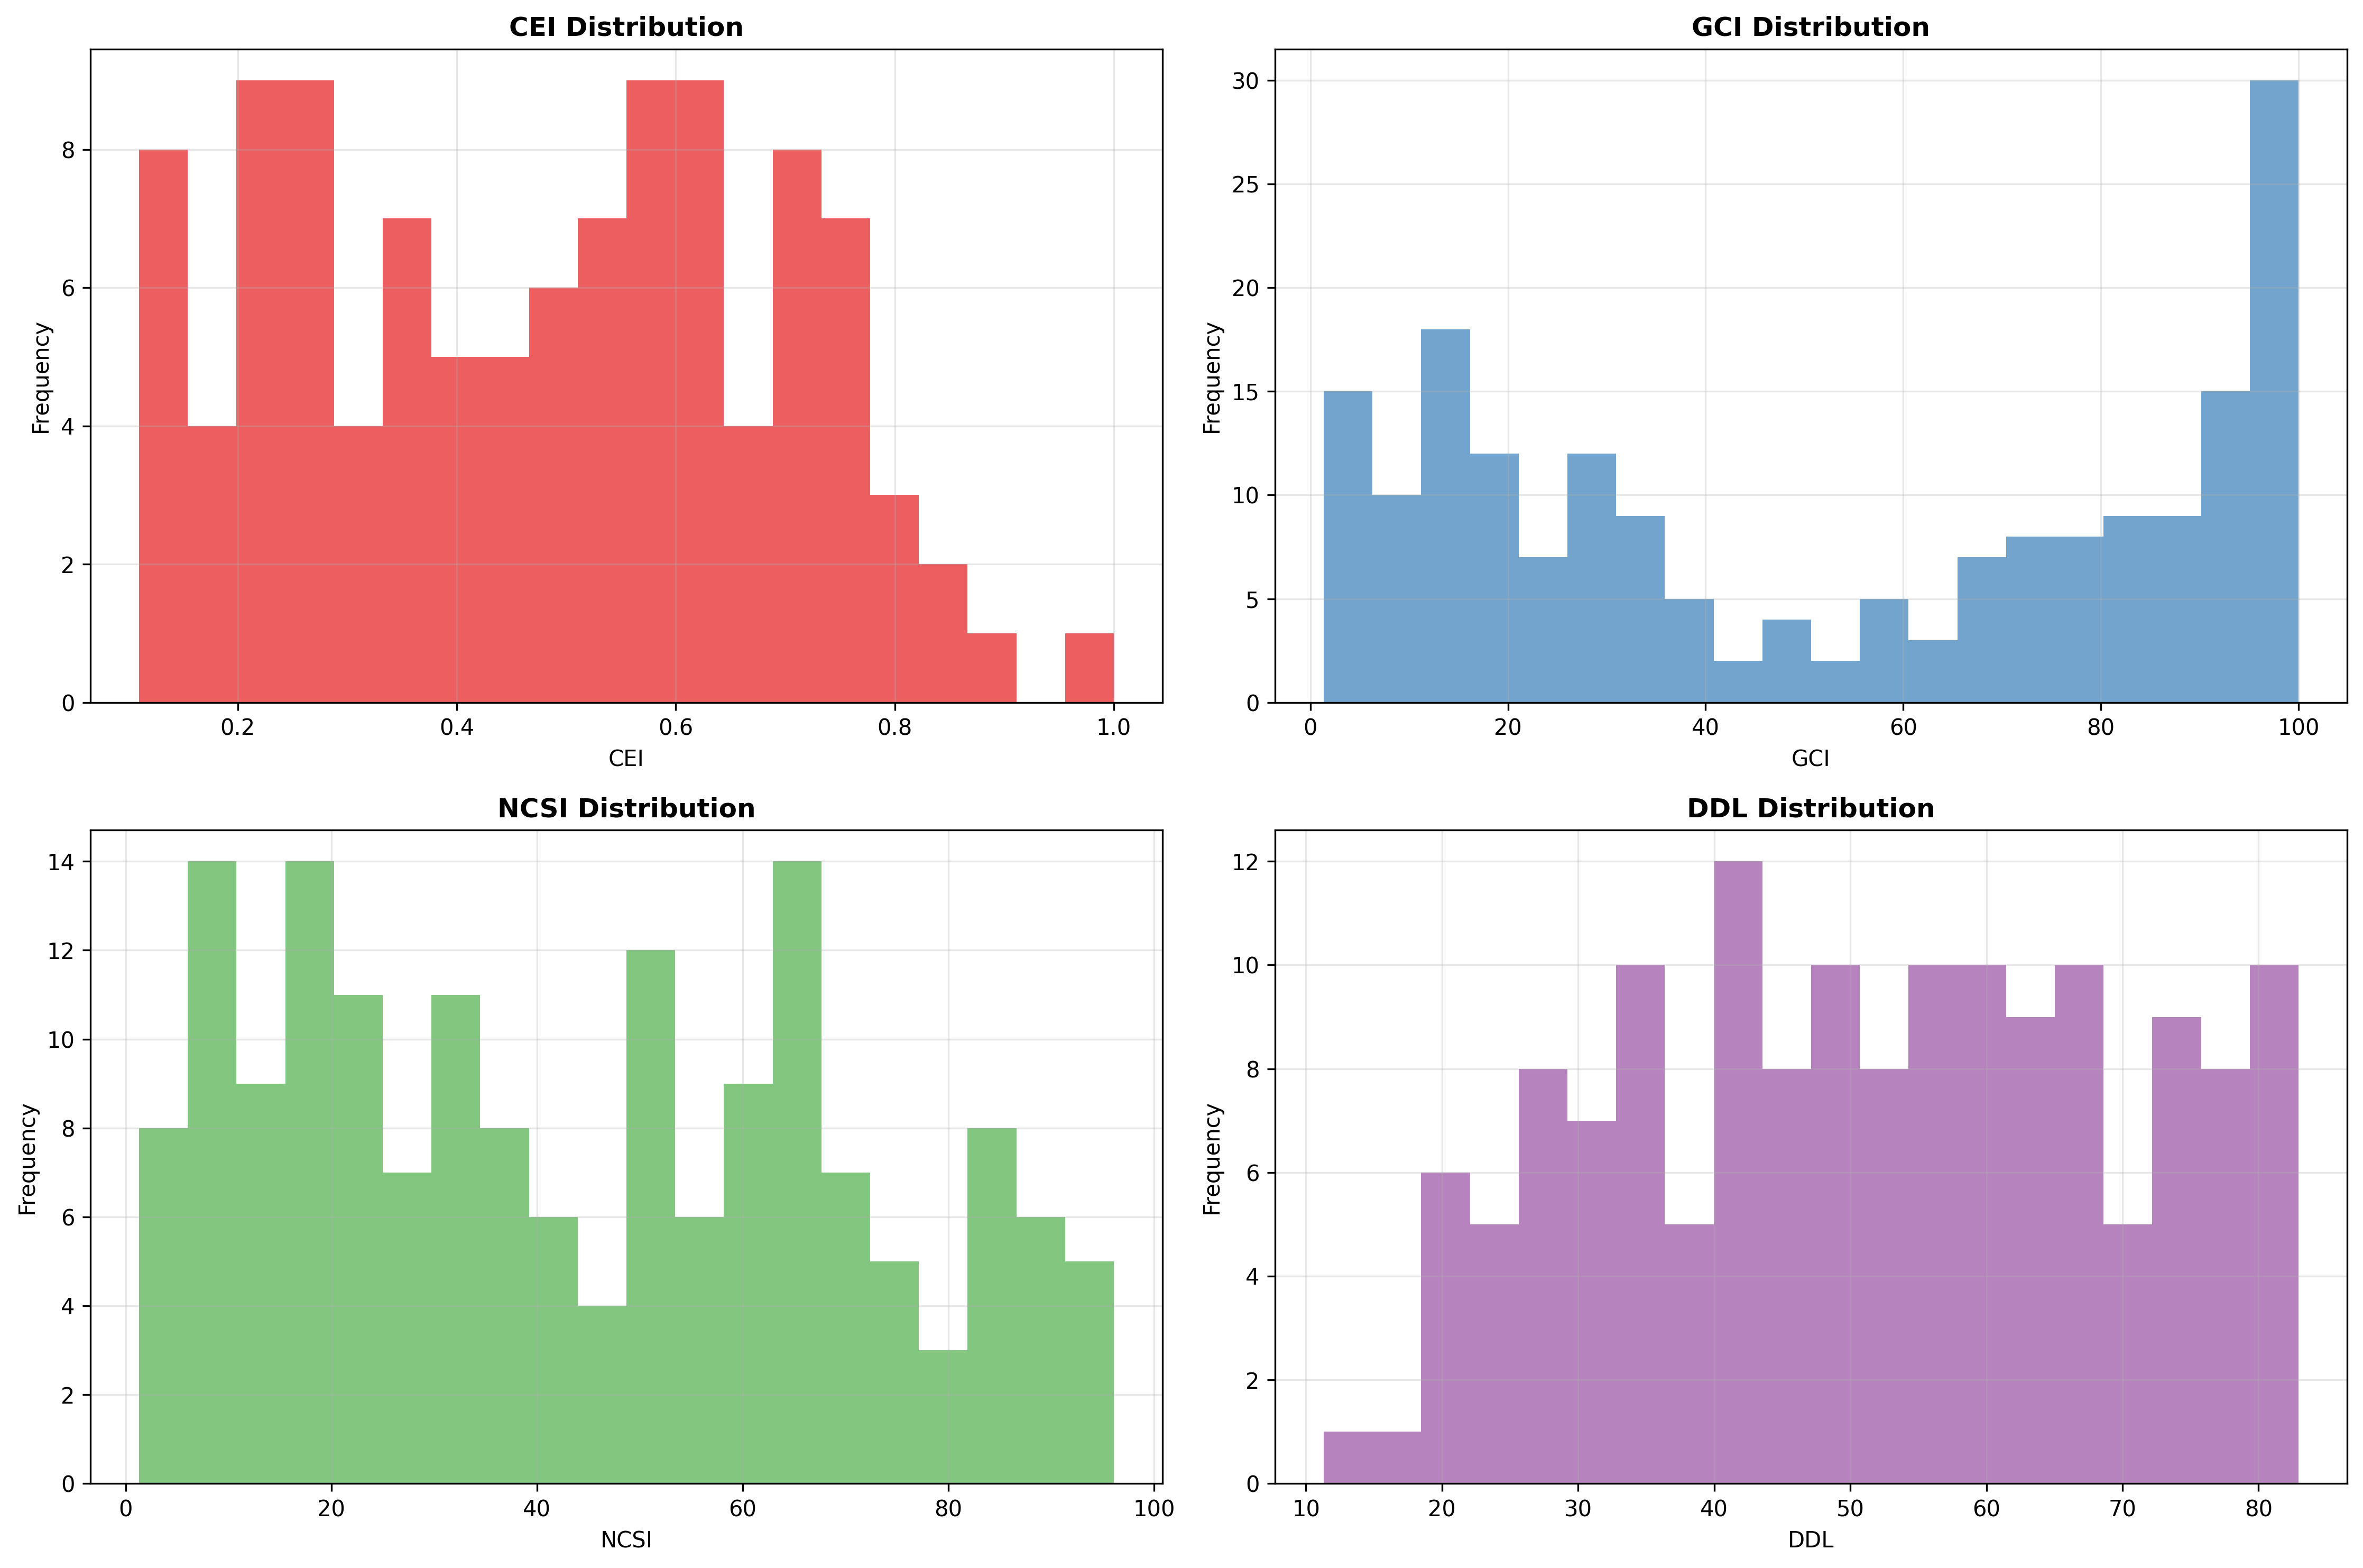 CEI Distribution
Frequency
8
6
4
2
0
0.2 0.4 0.6 0.8 1.0
CEI
GCI Distribution
Frequency
30
25
20
15
10
5
0
0 20 40 60 80 100
GCI
NCSI Distribution
Frequency
14
12
10
8
6
4
2
0
0 20 40 60 80 100
NCSI
DDL Distribution
Frequency
12
10
8
6
4
2
0
10 20 30 40 50 60 70 80
DDL